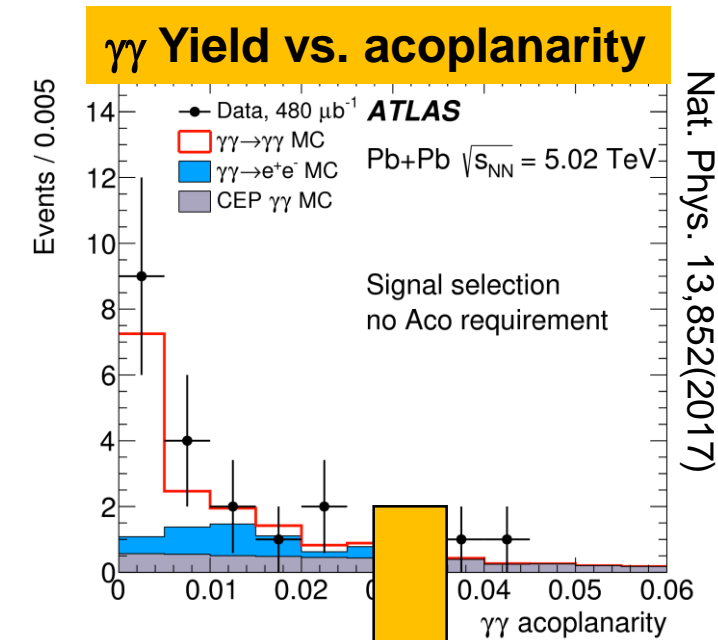 γγ Yield vs. acoplanarity
Data, 480 μb⁻¹
γγ→γγ MC
γγ→e⁺e⁻ MC
CEP γγ MC
ATLAS
Pb+Pb √sNN = 5.02 TeV
Signal selection
no Aco requirement
Events / 0.005
14
12
10
8
6
4
2
0
0 0.01 0.02 0.04 0.05 0.06
γγ acoplanarity
Nat. Phys. 13,852(2017)